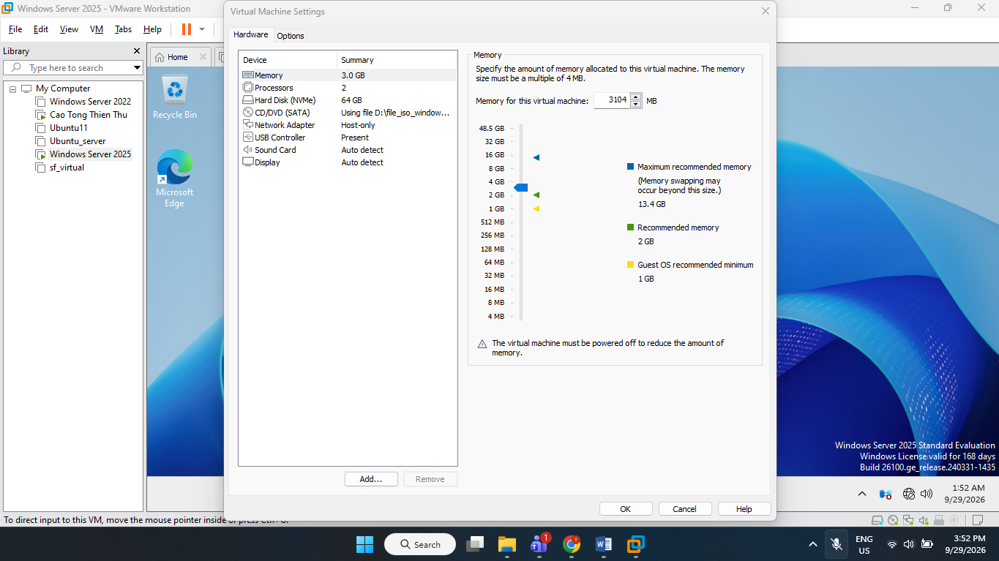 Windows Server 2025 - VMware Workstation
File Edit View VM Tabs Help
Library
Type here to search
My Computer
Windows Server 2022
Cao Tong Thien Thu
Ubuntu11
Ubuntu_server
Windows Server 2025
sf_virtual
Home
Recycle Bin
Microsoft
Edge
Virtual Machine Settings
Hardware Options
Device Summary
Memory 3.0 GB
Processors 2
Hard Disk (NVMe) 64 GB
CD/DVD (SATA) Using file D:\file_iso_window...
Network Adapter Host-only
USB Controller Present
Sound Card Auto detect
Display Auto detect
Add... Remove
Memory
Specify the amount of memory allocated to this virtual machine. The memory
size must be a multiple of 4 MB.
Memory for this virtual machine: 3104 MB
48.5 GB
32 GB
16 GB
8 GB
4 GB
2 GB
1 GB
512 MB
256 MB
128 MB
64 MB
32 MB
16 MB
8 MB
4 MB
Maximum recommended memory
(Memory swapping may
occur beyond this size.)
13.4 GB
Recommended memory
2 GB
Guest OS recommended minimum
1 GB
The virtual machine must be powered off to reduce the amount of
memory.
OK Cancel Help
Windows Server 2025 Standard Evaluation
Windows License valid for 168 days
Build 26100.ge_release.240331-1435
1:52 AM
9/29/2026
To direct input to this VM, move the mouse pointer inside
Search
1
ENG
US
3:52 PM
9/29/2026